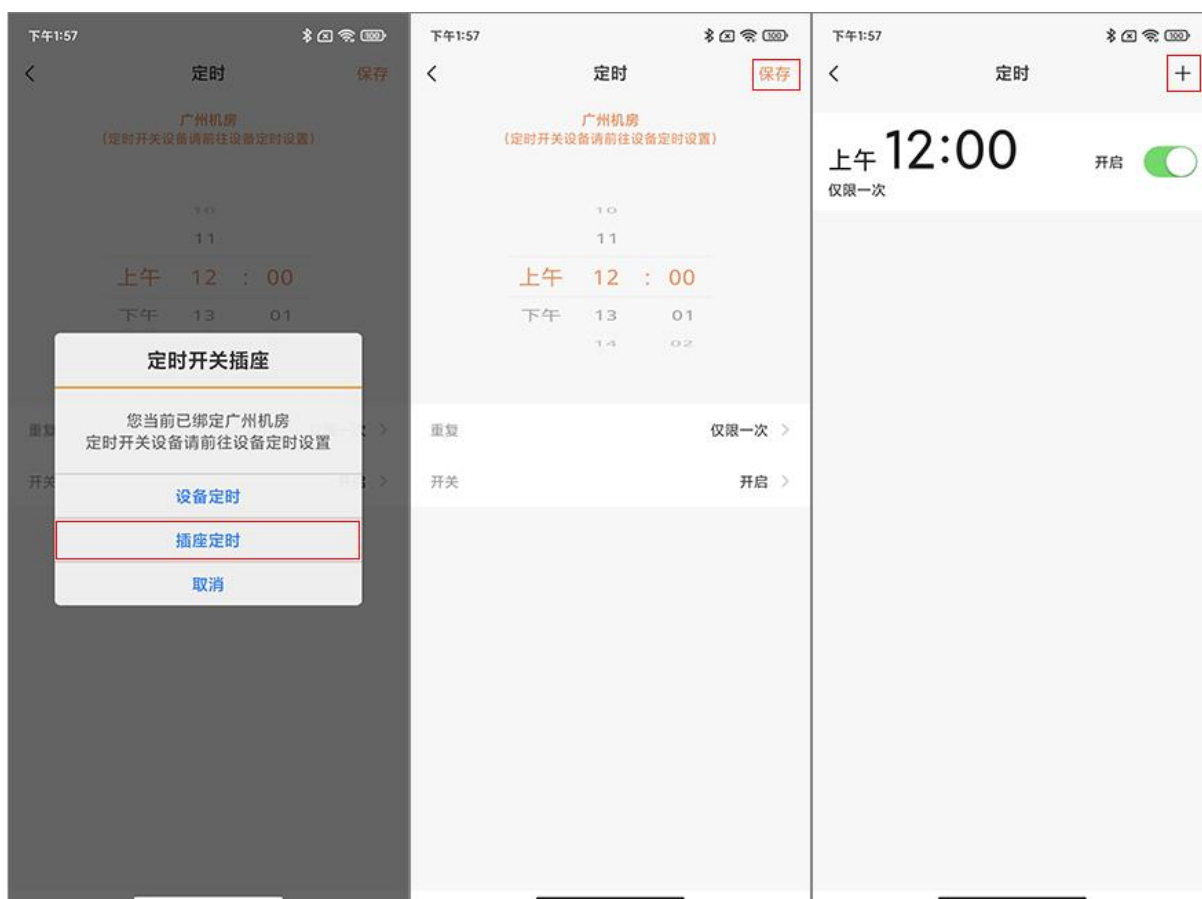 下午1:57
100
定时
保存
广州机房
(定时开关设备请前往设备定时设置)
10
11
上午 12 : 00
下午 13 01
定时开关插座
您当前已绑定广州机房
定时开关设备请前往设备定时设置
重复
开关
开启
设备定时
插座定时
取消
下午1:57
100
定时
保存
广州机房
(定时开关设备请前往设备定时设置)
10
11
上午 12 : 00
下午 13 01
14 02
重复 仅限一次
开关 开启
下午1:57
100
定时
上午 12:00
开启
仅限一次